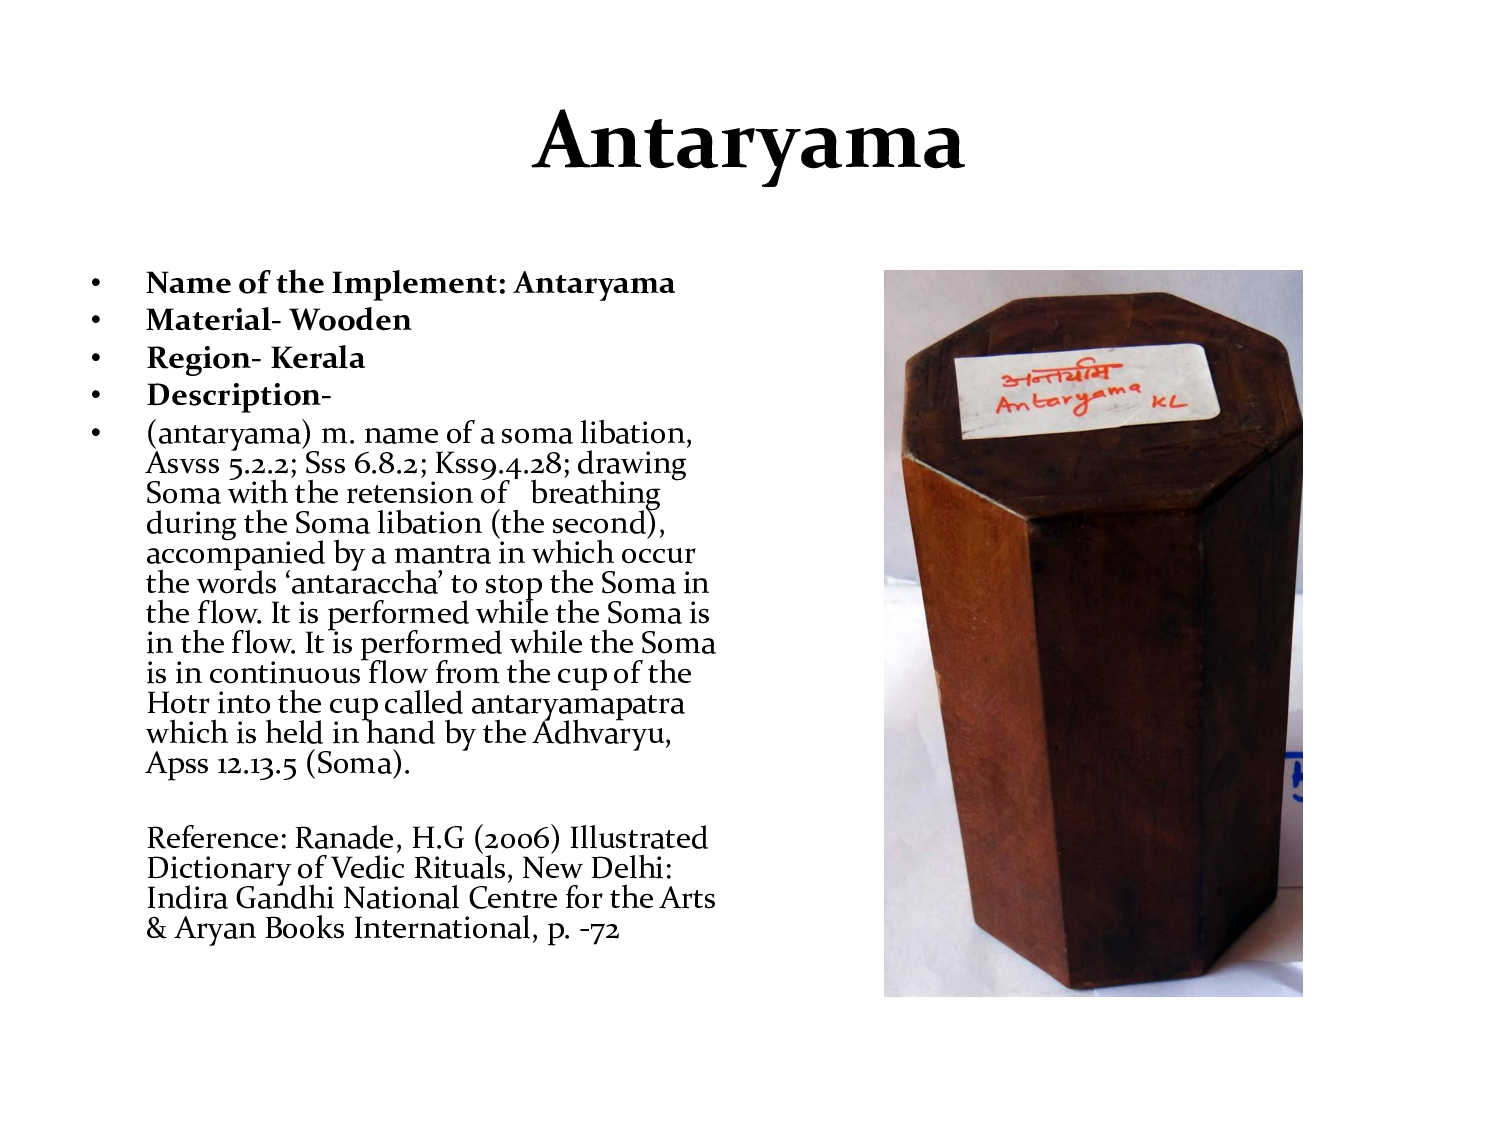 Antaryama
• Name of the Implement: Antaryama
• Material- Wooden
• Region- Kerala
• Description-
• (antaryama) m. name of a soma libation,
Asvss 5.2.2; Sss 6.8.2; Kss9.4.28; drawing
Soma with the retension of breathing
during the Soma libation (the second),
accompanied by a mantra in which occur
the words ‘antaraccha’ to stop the Soma in
the flow. It is performed while the Soma is
in the flow. It is performed while the Soma
is in continuous flow from the cup of the
Hotr into the cup called antaryamapatra
which is held in hand by the Adhvaryu,
Apss 12.13.5 (Soma).
Reference: Ranade, H.G (2006) Illustrated
Dictionary of Vedic Rituals, New Delhi:
Indira Gandhi National Centre for the Arts
& Aryan Books International, p. -72
अन्तर्याम
Antaryama KL